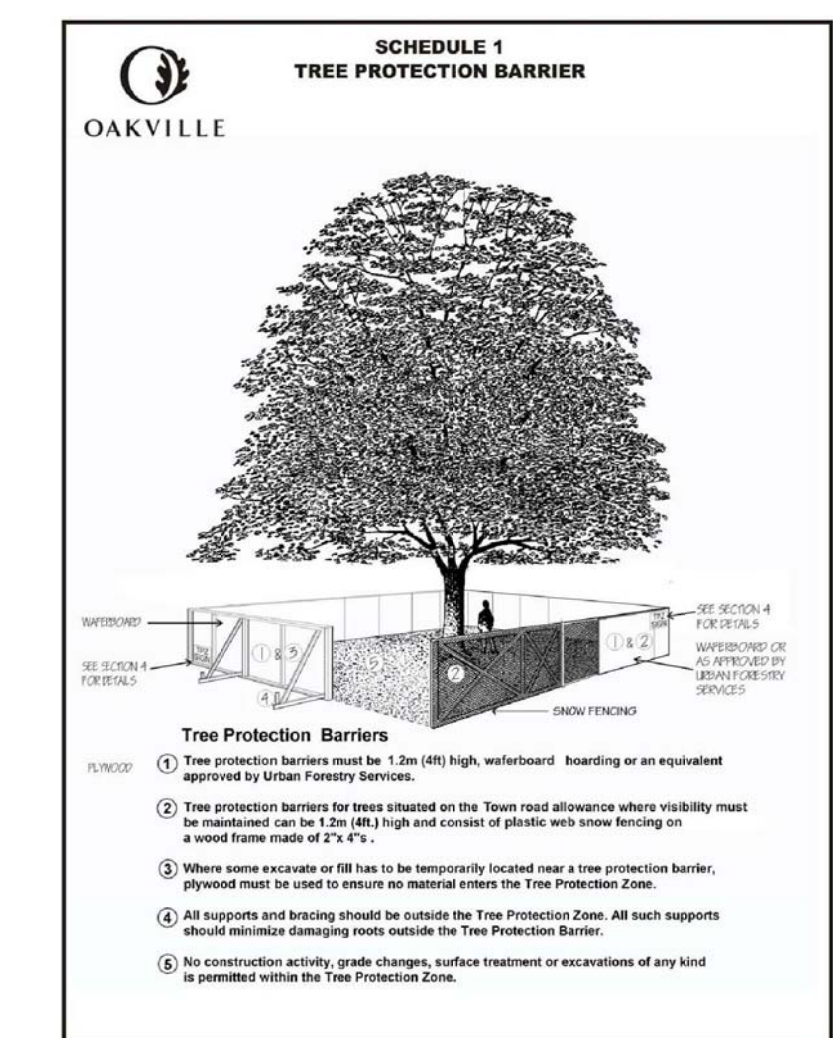 SCHEDULE 1
TREE PROTECTION BARRIER
OAKVILLE
WAFERBOARD
SEE SECTION 4
FOR DETAILS
TPZ
SIGN
1 & 3
4
5
2
TPZ
SIGN
1 & 2
SEE SECTION 4
FOR DETAILS
WAFERBOARD OR
AS APPROVED BY
URBAN FORESTRY
SERVICES
SNOW FENCING
Tree Protection Barriers
PLYWOOD
1 Tree protection barriers must be 1.2m (4ft) high, waferboard hoarding or an equivalent
approved by Urban Forestry Services.
2 Tree protection barriers for trees situated on the Town road allowance where visibility must
be maintained can be 1.2m (4ft.) high and consist of plastic web snow fencing on
a wood frame made of 2"x 4"s .
3 Where some excavate or fill has to be temporarily located near a tree protection barrier,
plywood must be used to ensure no material enters the Tree Protection Zone.
4 All supports and bracing should be outside the Tree Protection Zone. All such supports
should minimize damaging roots outside the Tree Protection Barrier.
5 No construction activity, grade changes, surface treatment or excavations of any kind
is permitted within the Tree Protection Zone.